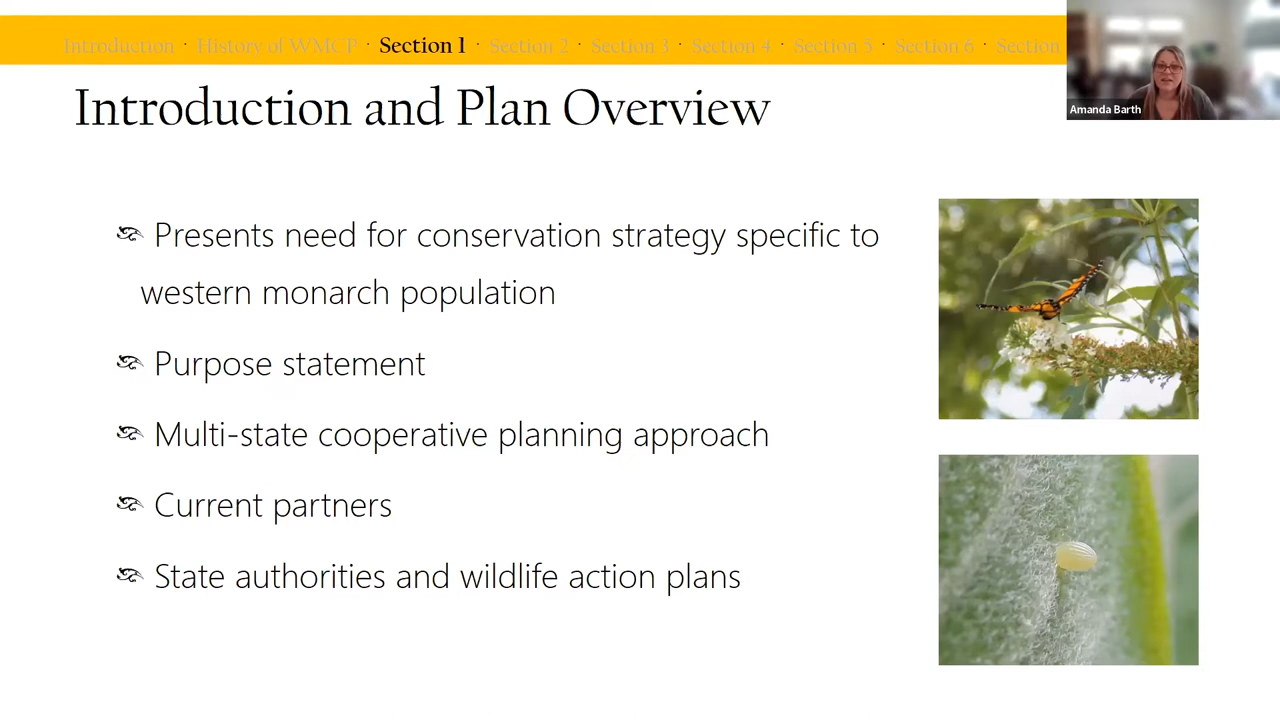 Introduction · History of WMCP · Section 1 · Section 2 · Section 3 · Section 4 · Section 5 · Section 6 · Section
Amanda Barth
Introduction and Plan Overview
Presents need for conservation strategy specific to
western monarch population
Purpose statement
Multi-state cooperative planning approach
Current partners
State authorities and wildlife action plans